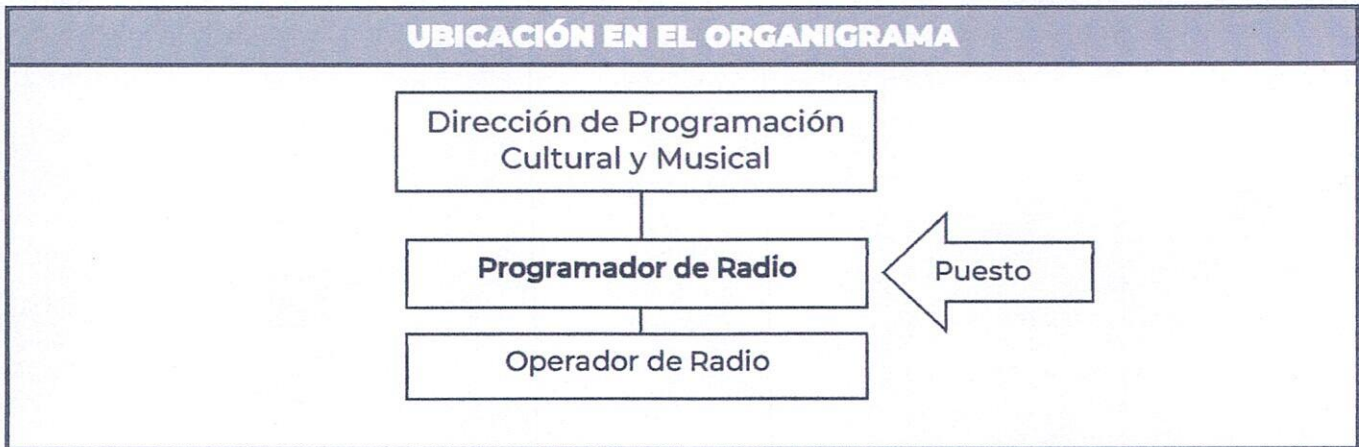 UBICACIÓN EN EL ORGANIGRAMA
Dirección de Programación
Cultural y Musical
Programador de Radio
Puesto
Operador de Radio